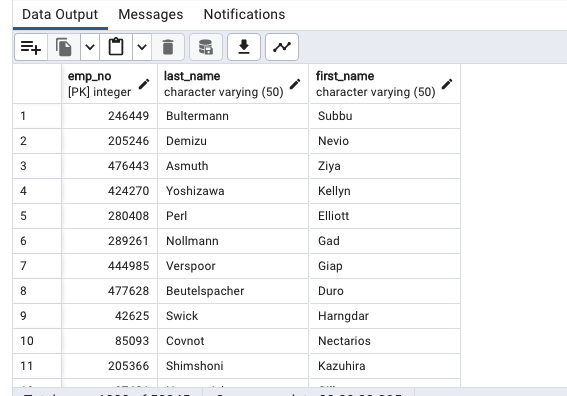 Data Output Messages Notifications
emp_no last_name first_name
[PK] integer character varying (50) character varying (50)
1 246449 Bultermann Subbu
2 205246 Demizu Nevio
3 476443 Asmuth Ziya
4 424270 Yoshizawa Kellyn
5 280408 Perl Elliott
6 289261 Nollmann Gad
7 444985 Verspoor Giap
8 477628 Beutelspacher Duro
9 42625 Swick Harngdar
10 85093 Covnot Nectarios
11 205366 Shimshoni Kazuhira